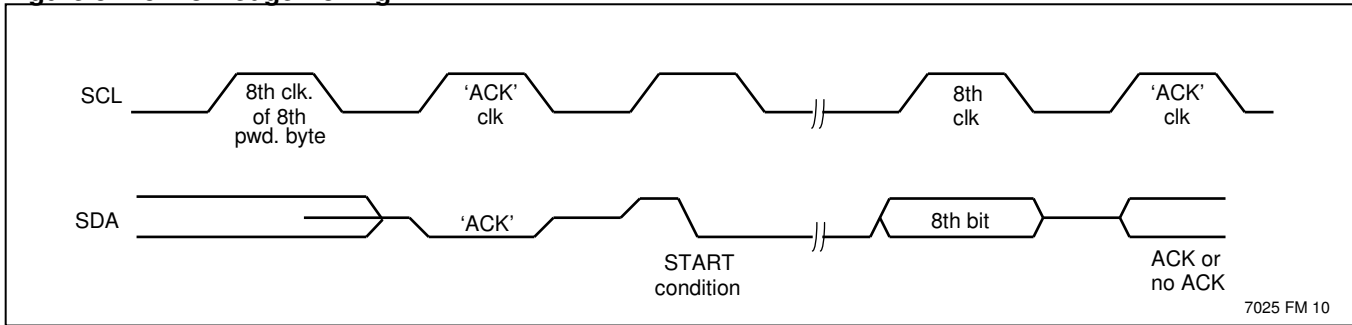 SCL
8th clk.
of 8th
pwd. byte
‘ACK’
clk
8th
clk
‘ACK’
clk
SDA
‘ACK’
8th bit
START
condition
ACK or
no ACK
7025 FM 10